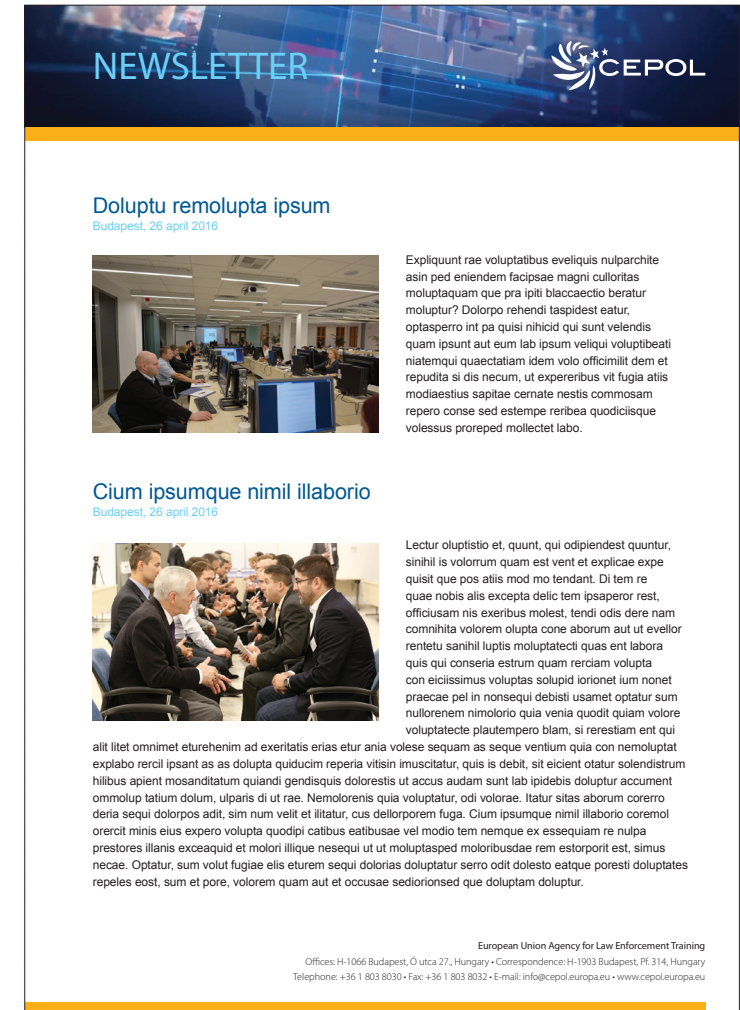 NEWSLETTER
CEPOL
Doluptu remolupta ipsum
Budapest, 26 april 2016
Expliquunt rae voluptatibus eveliquis nulparchite
asin ped eniendem facipsae magni culloritas
moluptaquam que pra ipiti blaccaectio beratur
moluptur? Dolorpo rehendi taspidest eatur,
optasperro int pa quisi nihicid qui sunt velendis
quam ipsunt aut eum lab ipsum veliqui voluptibeati
niatemqui quaectatiam idem volo officimilit dem et
repudita si dis necum, ut expereribus vit fugia atiis
modiaestius sapitae cernate nestis commosam
repero conse sed estempe reribea quodiciisque
volessus proreped mollectet labo.
Cium ipsumque nimil illaborio
Budapest, 26 april 2016
Lectur oluptistio et, quunt, qui odipiendest quuntur,
sinihil is volorrum quam est vent et explicae expe
quisit que pos atiis mod mo tendant. Di tem re
quae nobis alis excepta delic tem ipsaperor rest,
officiusam nis exeribus molest, tendi odis dere nam
comnihita volorem olupta cone aborum aut ut evellor
rentetu sanihil luptis moluptatecti quas ent labora
quis qui conseria estrum quam rerciam volupta
con eiciissimus voluptas solupid iorionet ium nonet
praecae pel in nonsequi debisti usamet optatur sum
nullorenem nimolorio quia venia quodit quiam volore
voluptatecte plautempero blam, si rerestiam ent qui
alit litet omnimet eturehenim ad exeritatis erias etur ania volese sequam as seque ventium quia con nemoluptat
explabo rercil ipsant as as dolupta quiducim reperia vitisin imuscitatur, quis is debit, sit eicient otatur solendistrum
hilibus apient mosanditatum quiandi gendisquis dolorestis ut accus audam sunt lab ipidebis doluptur accument
ommolup tatium dolum, ulparis di ut rae. Nemolorenis quia voluptatur, odi volorae. Itatur sitas aborum corerro
deria sequi dolorpos adit, sim num velit et ilitatur, cus dellorporem fuga. Cium ipsumque nimil illaborio coremol
orercit minis eius expero volupta quodipi catibus eatibusae vel modio tem nemque ex essequiam re nulpa
prestores illanis exceaquid et molori illique nesequi ut ut moluptasped moloribusdae rem estorporit est, simus
necae. Optatur, sum volut fugiae elis eturem sequi dolorias doluptatur serro odit dolesto eatque poresti doluptates
repeles eost, sum et pore, volorem quam aut et occusae sediorionsed que doluptam doluptur.
European Union Agency for Law Enforcement Training
Offices: H-1066 Budapest, Ó utca 27., Hungary • Correspondence: H-1903 Budapest, Pf. 314, Hungary
Telephone: +36 1 803 8030 • Fax: +36 1 803 8032 • E-mail: info@cepol.europa.eu • www.cepol.europa.eu